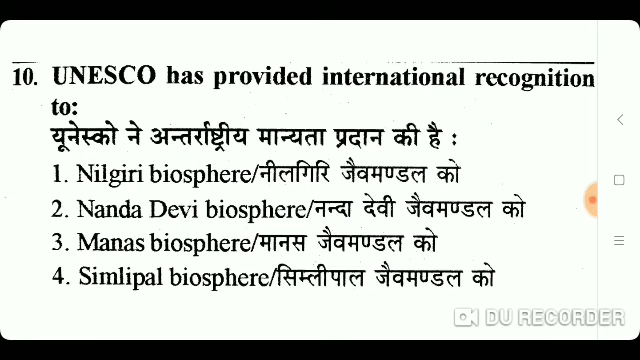 10. UNESCO has provided international recognition
to:
यूनेस्को ने अन्तर्राष्ट्रीय मान्यता प्रदान की है :
1. Nilgiri biosphere/नीलगिरि जैवमण्डल को
2. Nanda Devi biosphere/नन्दा देवी जैवमण्डल को
3. Manas biosphere/मानस जैवमण्डल को
4. Simlipal biosphere/सिम्लीपाल जैवमण्डल को
DU RECORDER